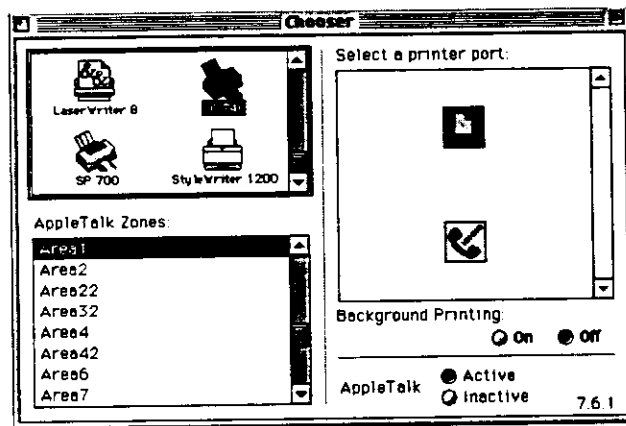 Chooser
LaserWriter 8
SP 700
StyleWriter 1200
AppleTalk Zones:
Area1
Area2
Area22
Area32
Area4
Area42
Area6
Area7
Select a printer port:
Background Printing:
On Off
AppleTalk
Active
Inactive
7.6.1